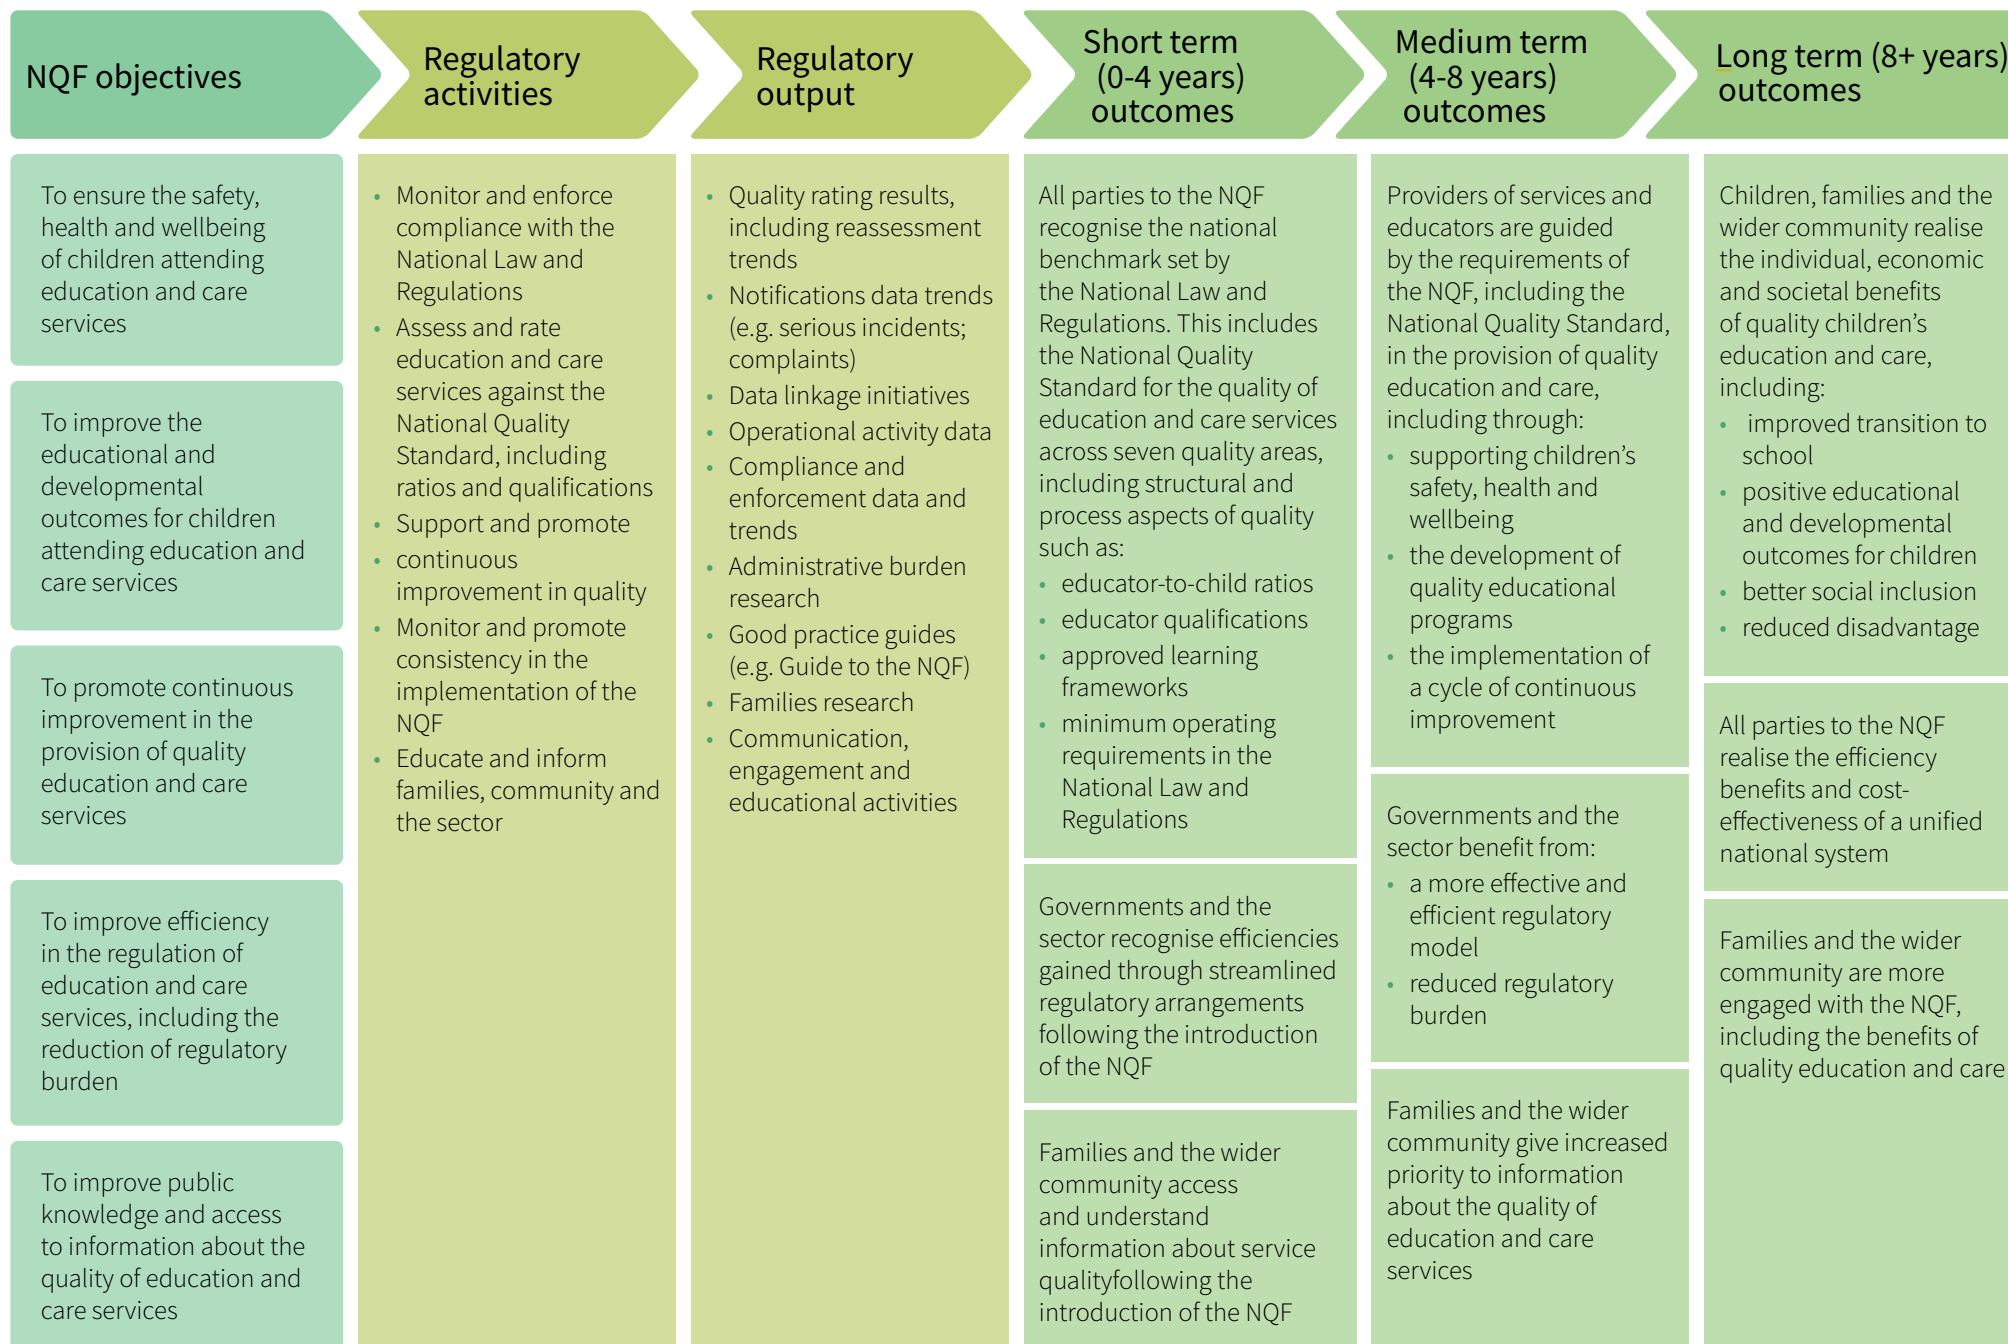 NQF objectives
Regulatory
activities
Regulatory
output
Short term
(0-4 years)
outcomes
Medium term
(4-8 years)
outcomes
Long term (8+ years)
outcomes
To ensure the safety,
health and wellbeing
of children attending
education and care
services
To improve the
educational and
developmental
outcomes for children
attending education and
care services
To promote continuous
improvement in the
provision of quality
education and care
services
To improve efficiency
in the regulation of
education and care
services, including the
reduction of regulatory
burden
To improve public
knowledge and access
to information about the
quality of education and
care services
• Monitor and enforce
compliance with the
National Law and
Regulations
• Assess and rate
education and care
services against the
National Quality
Standard, including
ratios and qualifications
• Support and promote
• continuous
improvement in quality
• Monitor and promote
consistency in the
implementation of the
NQF
• Educate and inform
families, community and
the sector
• Quality rating results,
including reassessment
trends
• Notifications data trends
(e.g. serious incidents;
complaints)
• Data linkage initiatives
• Operational activity data
• Compliance and
enforcement data and
trends
• Administrative burden
research
• Good practice guides
(e.g. Guide to the NQF)
• Families research
• Communication,
engagement and
educational activities
All parties to the NQF
recognise the national
benchmark set by
the National Law and
Regulations. This includes
the National Quality
Standard for the quality of
education and care services
across seven quality areas,
including structural and
process aspects of quality
such as:
• educator-to-child ratios
• educator qualifications
• approved learning
frameworks
• minimum operating
requirements in the
National Law and
Regulations
Governments and the
sector recognise efficiencies
gained through streamlined
regulatory arrangements
following the introduction
of the NQF
Families and the wider
community access
and understand
information about service
qualityfollowing the
introduction of the NQF
Providers of services and
educators are guided
by the requirements of
the NQF, including the
National Quality Standard,
in the provision of quality
education and care,
including through:
• supporting children’s
safety, health and
wellbeing
• the development of
quality educational
programs
• the implementation of
a cycle of continuous
improvement
Governments and the
sector benefit from:
• a more effective and
efficient regulatory
model
• reduced regulatory
burden
Families and the wider
community give increased
priority to information
about the quality of
education and care
services
Children, families and the
wider community realise
the individual, economic
and societal benefits
of quality children’s
education and care,
including:
• improved transition to
school
• positive educational
and developmental
outcomes for children
• better social inclusion
• reduced disadvantage
All parties to the NQF
realise the efficiency
benefits and cost-
effectiveness of a unified
national system
Families and the wider
community are more
engaged with the NQF,
including the benefits of
quality education and care